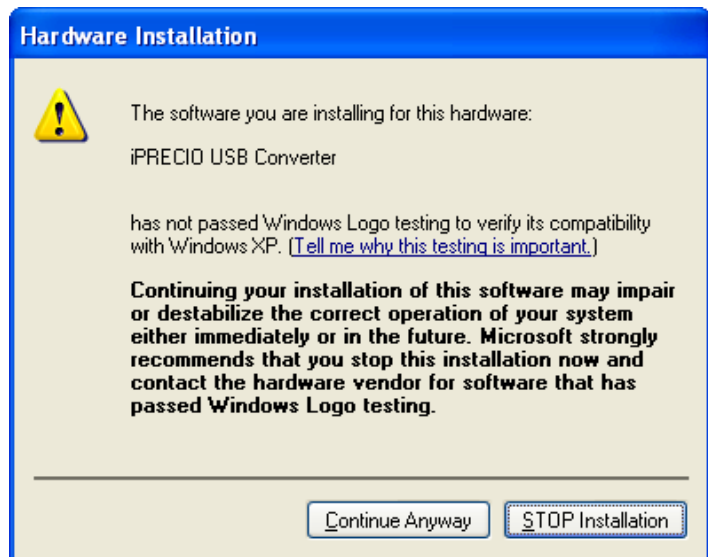 Hardware Installation
The software you are installing for this hardware:
iPRECIO USB Converter
has not passed Windows Logo testing to verify its compatibility
with Windows XP. (Tell me why this testing is important.)
Continuing your installation of this software may impair
or destabilize the correct operation of your system
either immediately or in the future. Microsoft strongly
recommends that you stop this installation now and
contact the hardware vendor for software that has
passed Windows Logo testing.
Continue Anyway STOP Installation